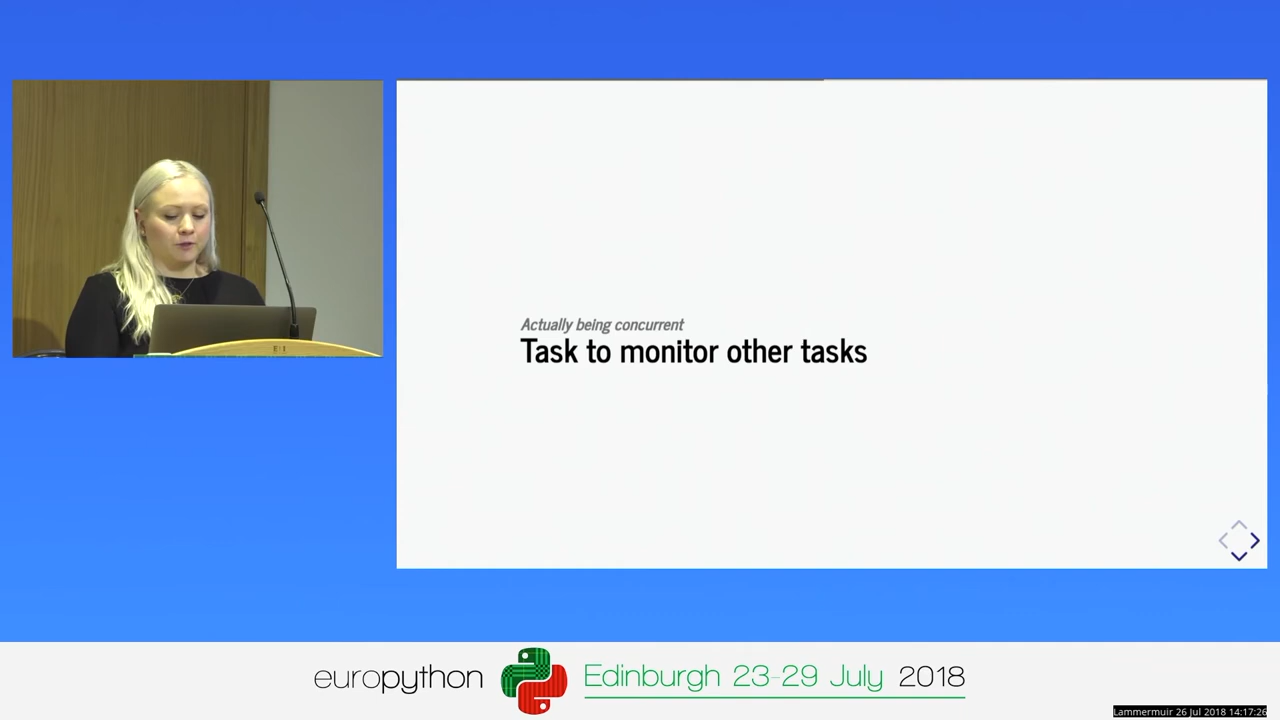 Actually being concurrent
Task to monitor other tasks
europython
Edinburgh 23-29 July 2018
Lammermuir 26 Jul 2018 14:17:26